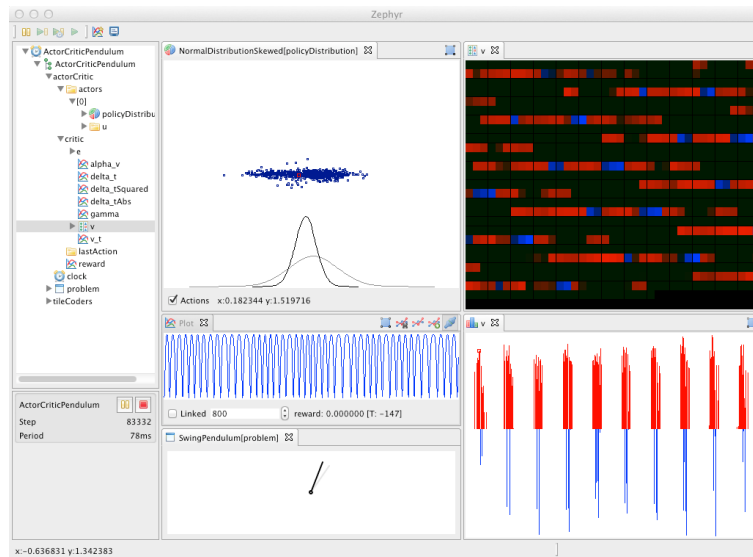 Zephyr
ActorCriticPendulum
ActorCriticPendulum
actorCritic
actors
[0]
policyDistribu
u
critic
e
alpha_v
delta_t
delta_tSquared
delta_tAbs
gamma
v
v_t
lastAction
reward
clock
problem
tileCoders
ActorCriticPendulum
Step 83332
Period 78ms
NormalDistributionSkewed[policyDistribution]
Actions x:0.182344 y:1.519716
Plot
Linked 800 reward: 0.000000 [T: -147]
SwingPendulum[problem]
v
v
x:-0.636831 y:1.342383